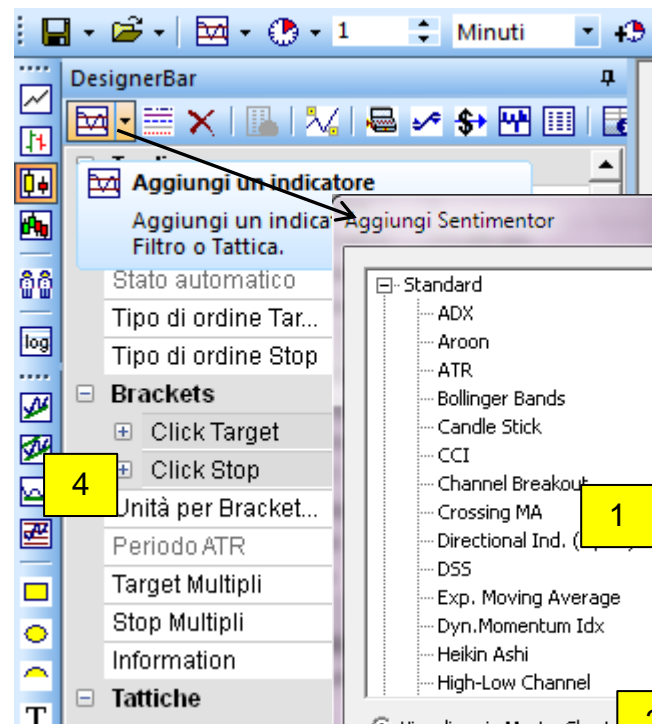 1 Minuti
DesignerBar
Aggiungi un indicatore
Aggiungi un indica
Filtro o Tattica.
Stato automatico
Tipo di ordine Tar...
Tipo di ordine Stop
Brackets
Click Target
Click Stop
Unità per Bracket...
Periodo ATR
Target Multipli
Stop Multipli
Information
Tattiche
log
4
T
Aggiungi Sentimentor
Standard
ADX
Aroon
ATR
Bollinger Bands
Candle Stick
CCI
Channel Breakout
Crossing MA
1
Directional Ind. (
DSS
Exp. Moving Average
Dyn.Momentum Idx
Heikin Ashi
High-Low Channel